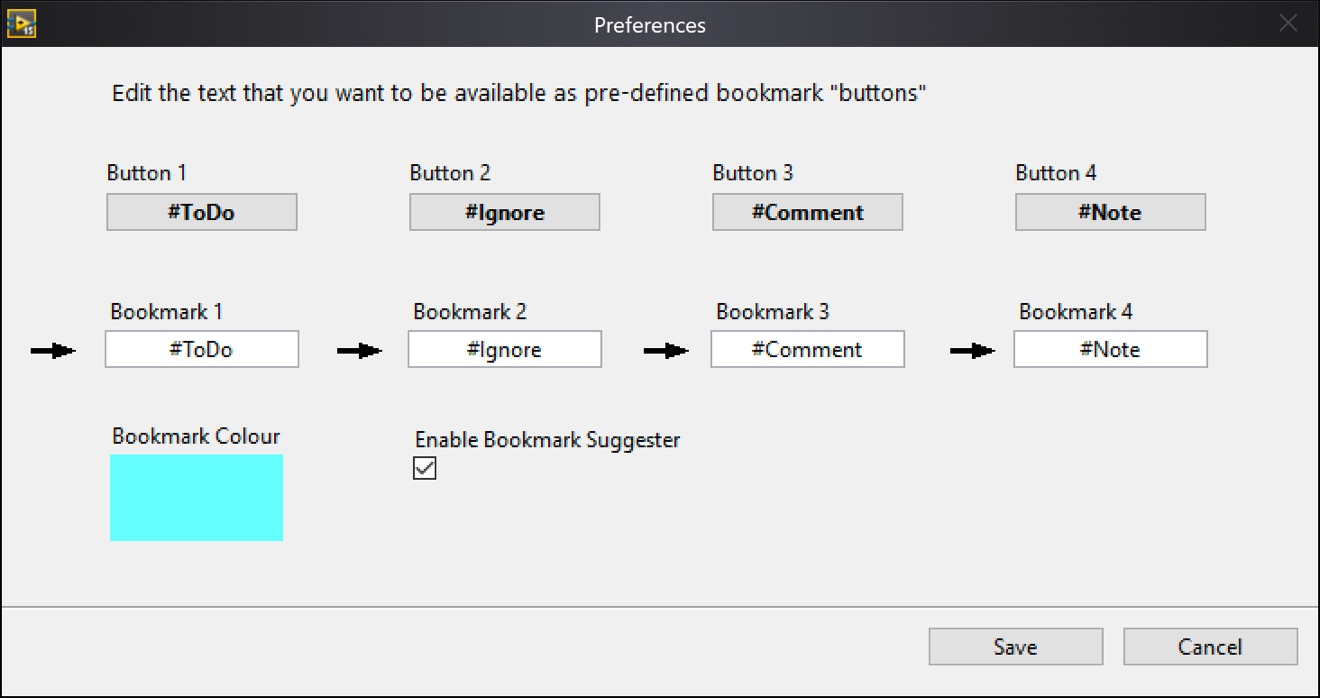 Preferences
Edit the text that you want to be available as pre-defined bookmark "buttons"
Button 1 Button 2 Button 3 Button 4
#ToDo #Ignore #Comment #Note
Bookmark 1 Bookmark 2 Bookmark 3 Bookmark 4
#ToDo #Ignore #Comment #Note
Bookmark Colour Enable Bookmark Suggester
Save Cancel